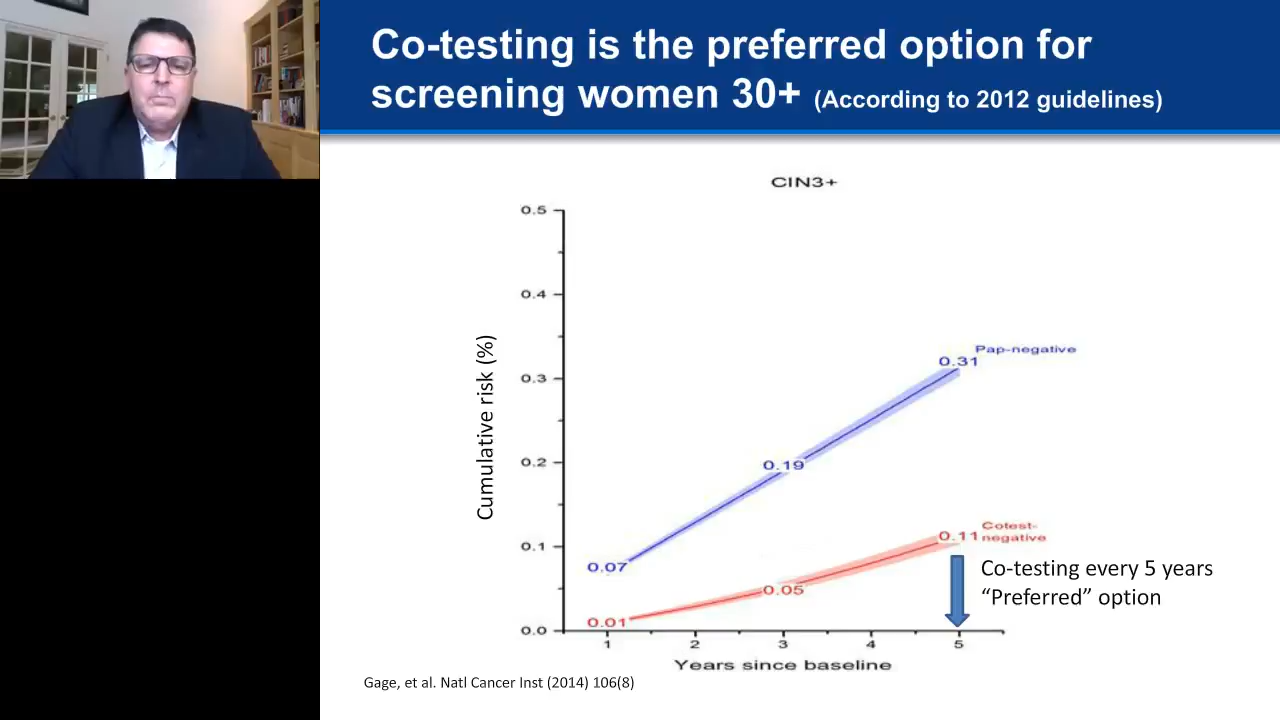 Co-testing is the preferred option for
screening women 30+ (According to 2012 guidelines)
CIN3+
0.5
0.4
0.3
0.2
0.1
0.0
Cumulative risk (%)
Pap-negative
0.31
0.19
0.07
Cotest-
negative
0.11
0.05
0.01
Co-testing every 5 years
“Preferred” option
1 2 3 4 5
Years since baseline
Gage, et al. Natl Cancer Inst (2014) 106(8)